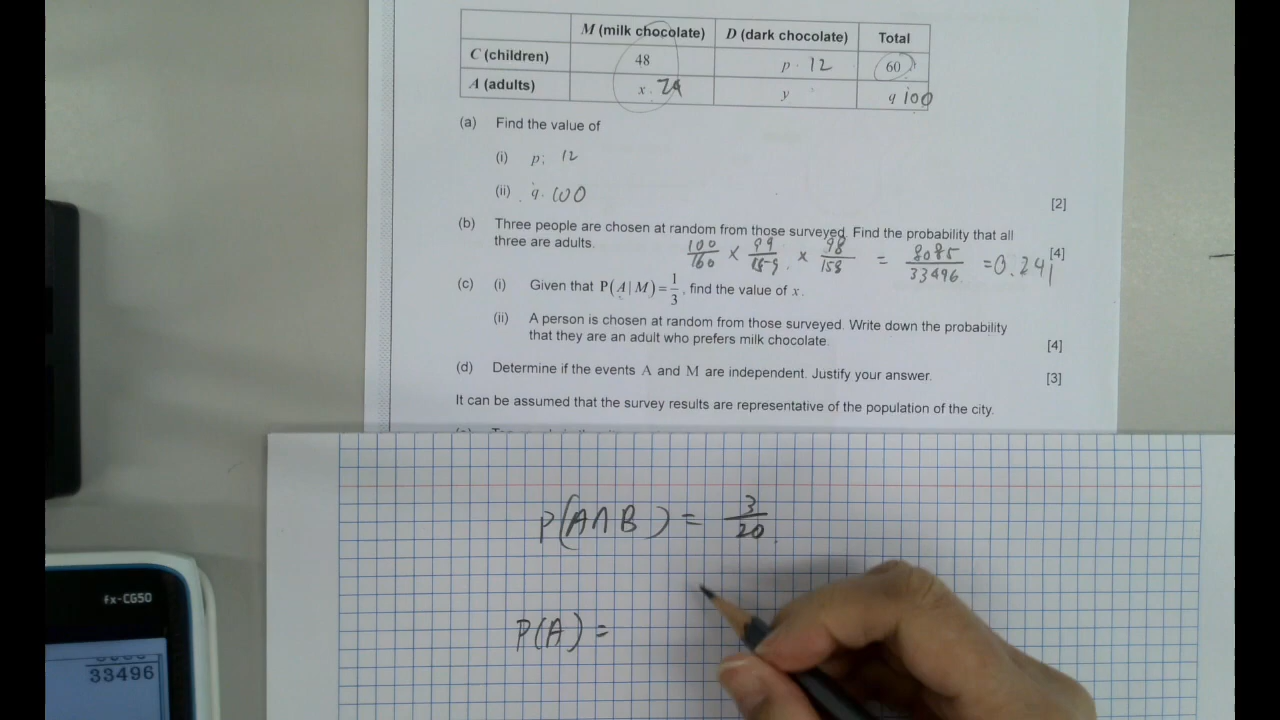 M (milk chocolate) D (dark chocolate) Total
C (children) 48 p 12 60
A (adults) x 24 y q 100
(a) Find the value of
(i) p; 12
(ii) q. 100
[2]
(b) Three people are chosen at random from those surveyed. Find the probability that all
three are adults. 100/160 × 99/159 × 98/158 = 8085/33496 = 0.241 [4]
(c) (i) Given that P(A|M) = 1/3, find the value of x.
(ii) A person is chosen at random from those surveyed. Write down the probability
that they are an adult who prefers milk chocolate. [4]
(d) Determine if the events A and M are independent. Justify your answer. [3]
It can be assumed that the survey results are representative of the population of the city.
P(A∩B) = 3/20
P(A) =
fx-CG50
33496